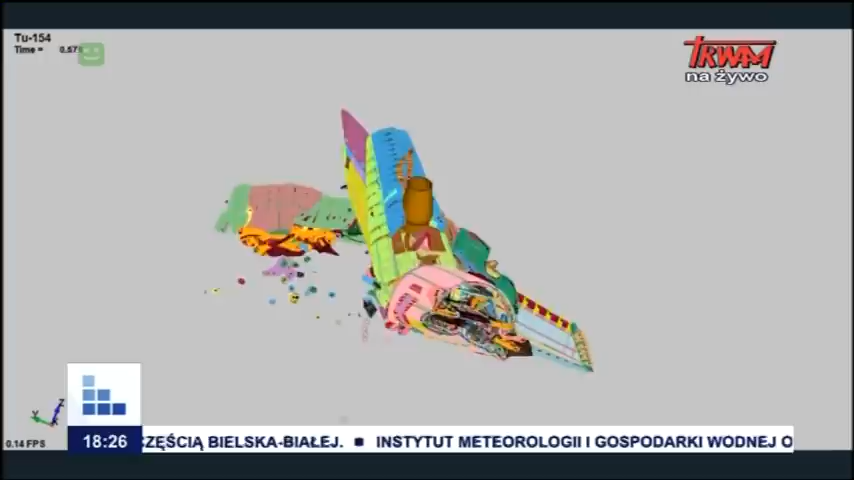 Tu-154
Time =
TRWAM
na żywo
Y
Z
X
0.14 FPS
18:26
CZĘŚCIĄ BIELSKA-BIAŁEJ. ■ INSTYTUT METEOROLOGII I GOSPODARKI WODNEJ O